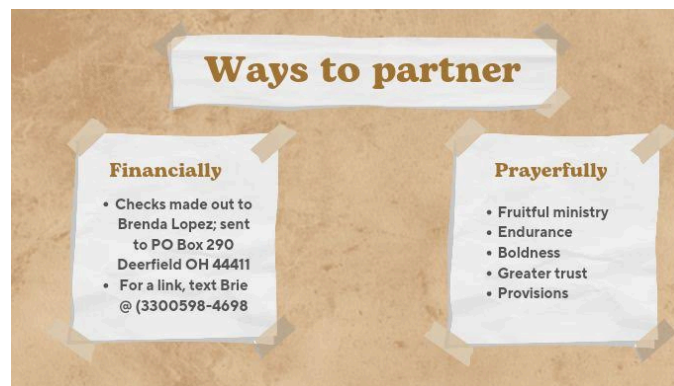 Ways to partner
Financially
• Checks made out to
Brenda Lopez; sent
to PO Box 290
Deerfield OH 44411
• For a link, text Brie
@ (3300598-4698
Prayerfully
• Fruitful ministry
• Endurance
• Boldness
• Greater trust
• Provisions